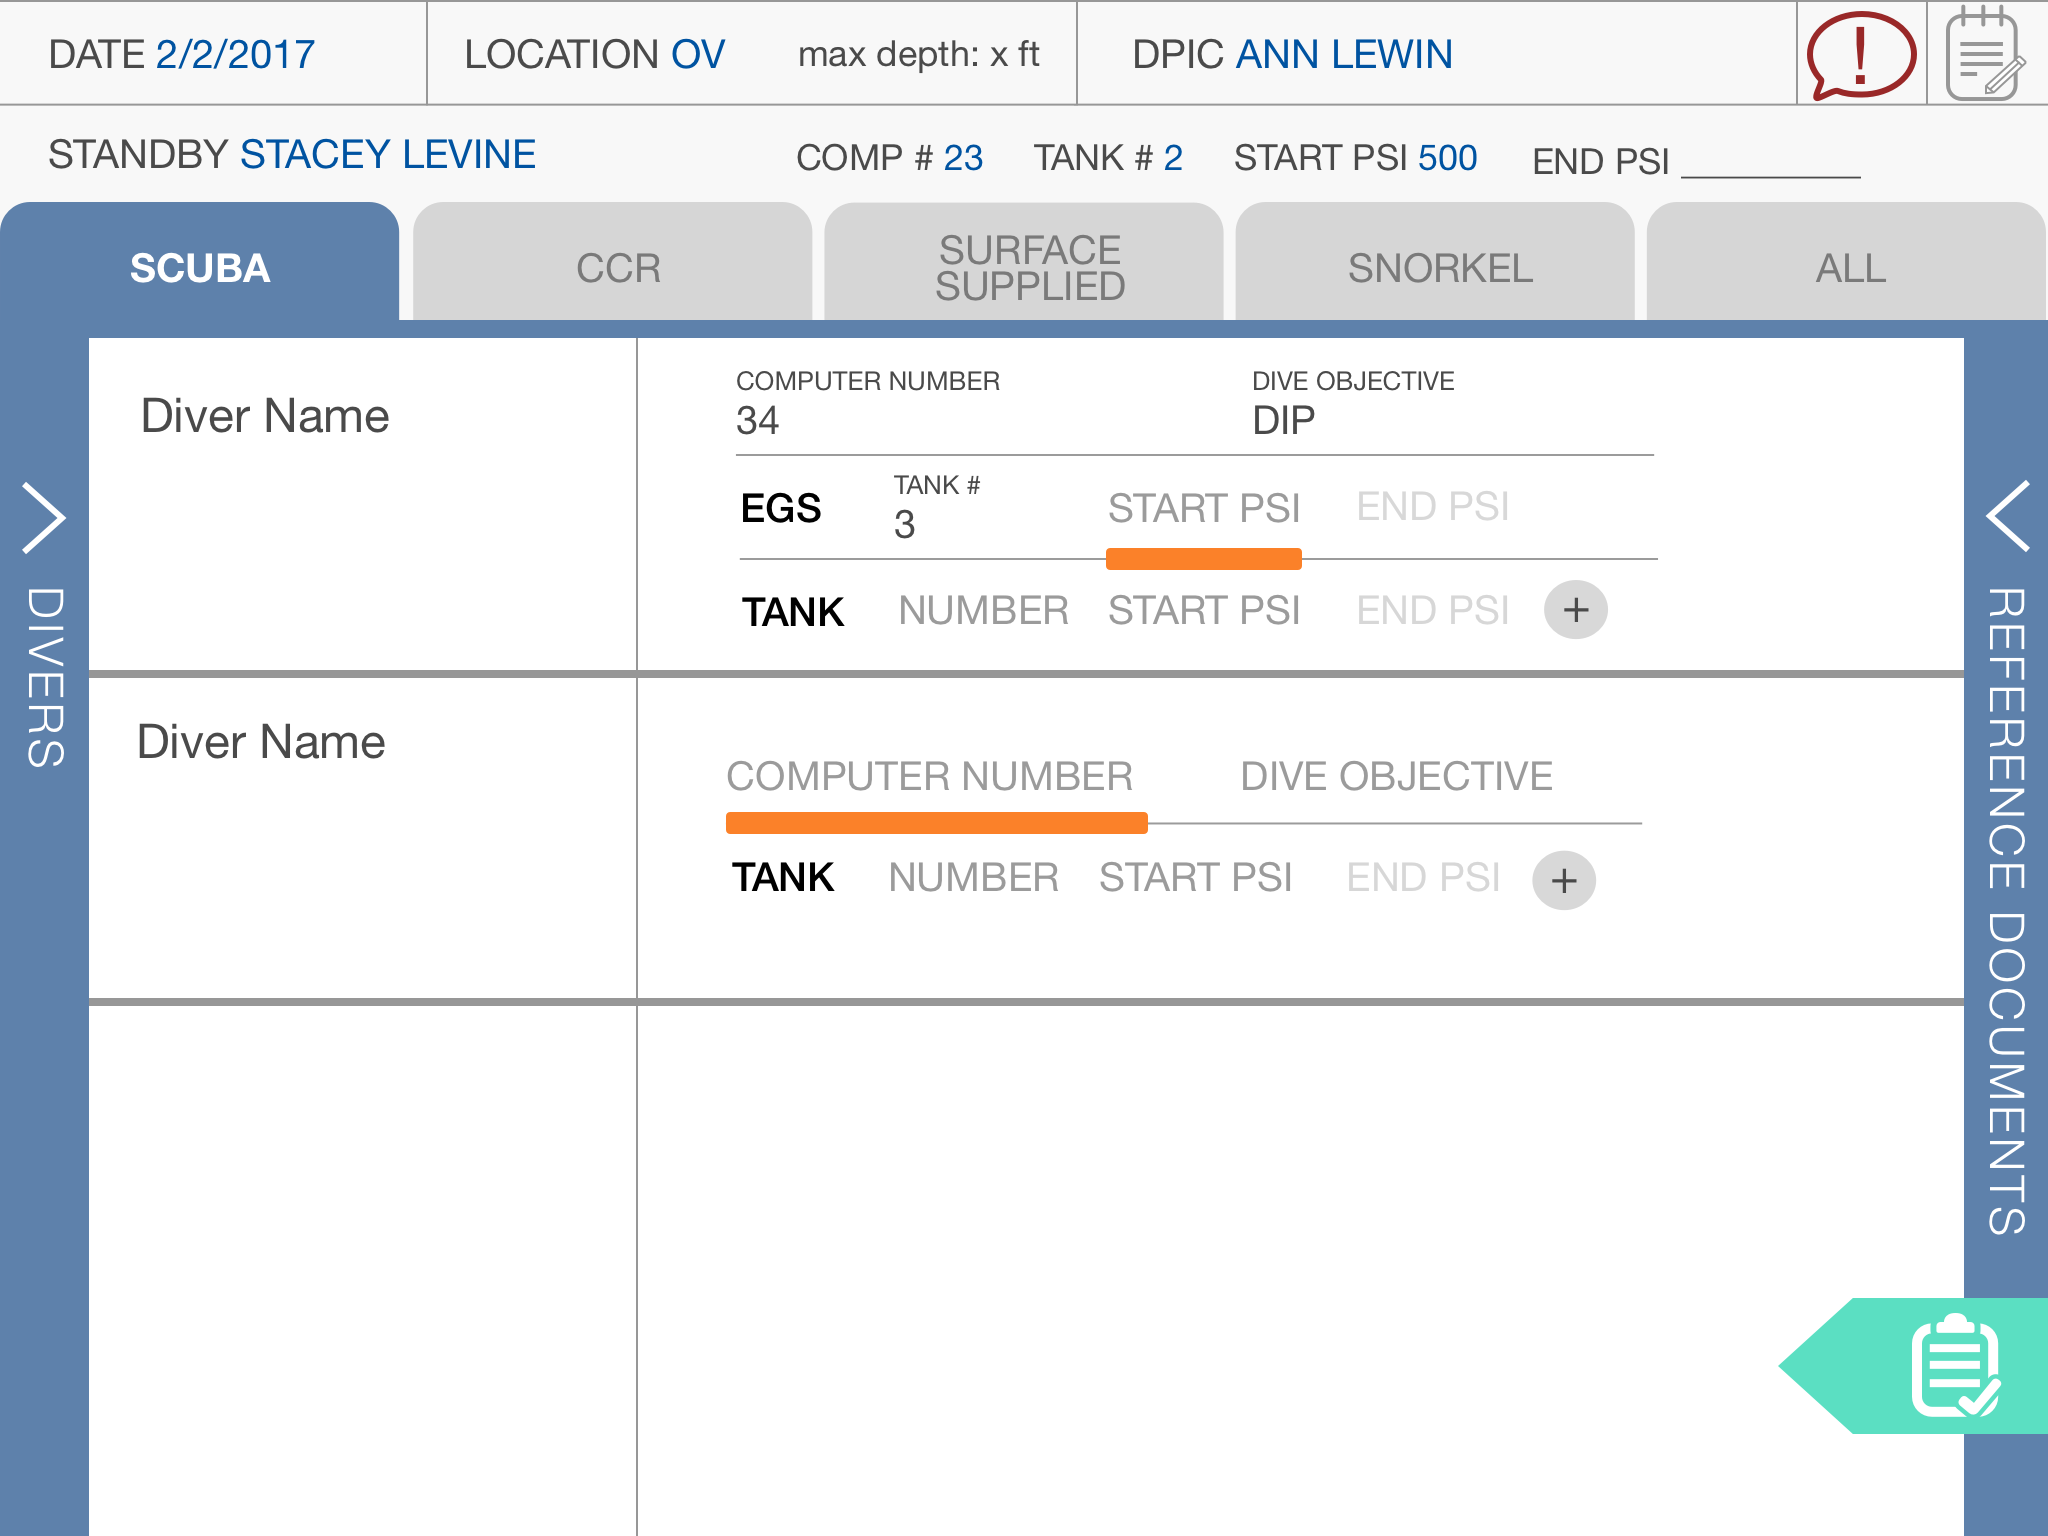 DATE 2/2/2017 LOCATION OV max depth: x ft DPIC ANN LEWIN
STANDBY STACEY LEVINE COMP # 23 TANK # 2 START PSI 500 END PSI
SCUBA CCR SURFACE SUPPLIED SNORKEL ALL
DIVERS
Diver Name
COMPUTER NUMBER DIVE OBJECTIVE
34 DIP
EGS TANK # 3 START PSI END PSI
TANK NUMBER START PSI END PSI +
Diver Name
COMPUTER NUMBER DIVE OBJECTIVE
TANK NUMBER START PSI END PSI +
REFERENCE DOCUMENTS